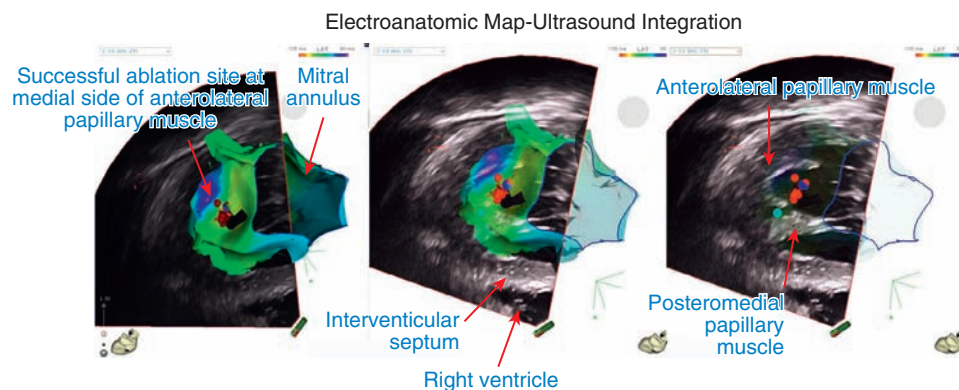 Electroanatomic Map-Ultrasound Integration
Successful ablation site at
medial side of anterolateral
papillary muscle
Mitral
annulus
Anterolateral papillary muscle
Interventicular
septum
Right ventricle
Posteromedial
papillary
muscle